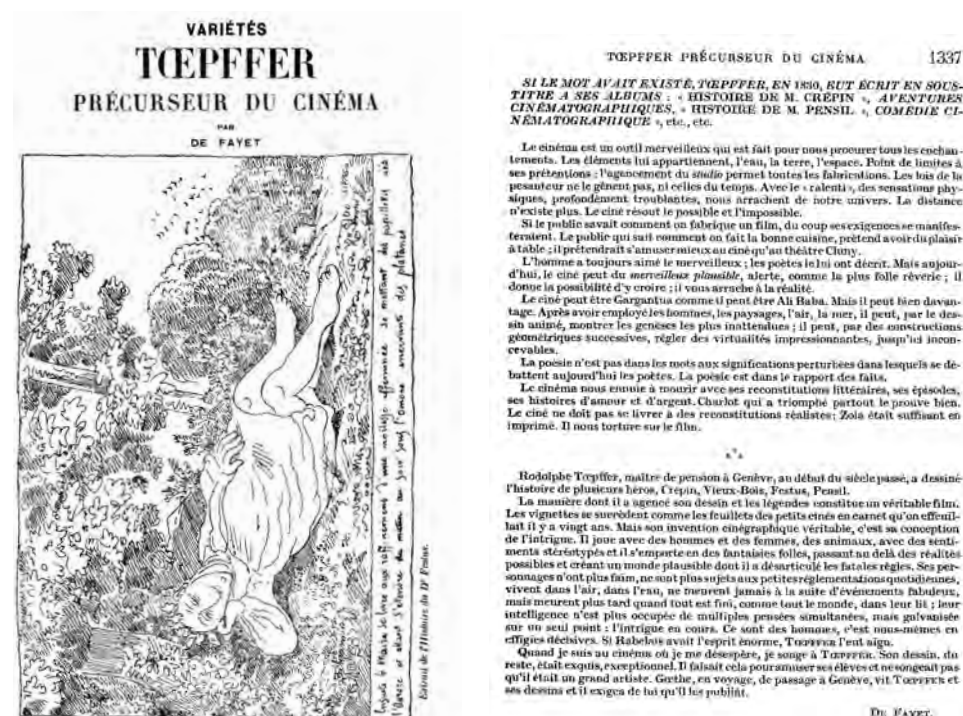 VARIÉTÉS
TŒPFFER
PRÉCURSEUR DU CINÉMA
PAR
DE FAYET
Extrait de l'Histoire du Dr Festus.
TŒPFFER PRÉCURSEUR DU CINÉMA 1337
SI LE MOT AVAIT EXISTÉ, TŒPFFER, EN 1830, EUT ÉCRIT EN SOUS-
TITRE A SES ALBUMS : « HISTOIRE DE M. CRÉPIN », AVENTURES
CINÉMATOGRAPHIQUES, « HISTOIRE DE M. PENSIL », COMÉDIE CI-
NÉMATOGRAPHIQUE », etc., etc.
Le cinéma est un outil merveilleux qui est fait pour nous procurer tous les enchan-
tements. Les éléments lui appartiennent, l'eau, la terre, l'espace. Point de limites à
ses prétentions : l'agencement du studio permet toutes les fabrications. Les lois de la
pesanteur ne le gênent pas, ni celles du temps. Avec le « ralenti », des sensations phy-
siques, profondément troublantes, nous arrachent de notre univers. La distance
n'existe plus. Le ciné résout le possible et l'impossible.
Si le public savait comment on fabrique un film, du coup ses exigences se manifes-
teraient. Le public qui sait comment on fait la bonne cuisine, prétend avoir du plaisir
à table ; il prétendrait s'amuser mieux au ciné qu'au théâtre Cluny.
L'homme a toujours aimé le merveilleux ; les poètes le lui ont décrit. Mais aujour-
d'hui, le ciné peut du merveilleux plausible, alerte, comme la plus folle rêverie ; il
donne la possibilité d'y croire ; il vous arrache à la réalité.
Le ciné peut être Gargantua comme il peut être Ali Baba. Mais il peut bien davan-
tage. Après avoir employé les hommes, les paysages, l'air, la mer, il peut, par le des-
sin animé, montrer les genèses les plus inattendues ; il peut, par des constructions
géométriques successives, régler des virtualités impressionnantes, jusqu'ici incon-
cevables.
La poésie n'est pas dans les mots aux significations perturbées dans lesquels se dé-
battent aujourd'hui les poètes. La poésie est dans le rapport des faits.
Le cinéma nous ennuie à mourir avec ses reconstitutions littéraires, ses épisodes,
ses histoires d'amour et d'argent. Charlot qui a triomphé partout le prouve bien.
Le ciné ne doit pas se livrer à des reconstitutions réalistes ; Zola était suffisant en
imprimé. Il nous torture sur le film.
Rodolphe Tœpffer, maître de pension à Genève, au début du siècle passé, a dessiné
l'histoire de plusieurs héros, Crépin, Vieux-Bois, Festus, Pensil.
La manière dont il a agencé son dessin et les légendes constitue un véritable film.
Les vignettes se succèdent comme les feuillets des petits cinés en carnet qu'on effeuil-
lait il y a vingt ans. Mais son invention cinégraphique véritable, c'est sa conception
de l'intrigue. Il joue avec des hommes et des femmes, des animaux, avec des senti-
ments stéréotypés et il s'emporte en des fantaisies folles, passant au delà des réalités
possibles et créant un monde plausible dont il a désarticulé les fatales règles. Ses per-
sonnages n'ont plus faim, ne sont plus sujets aux petites réglementations quotidiennes,
vivent dans l'air, dans l'eau, ne meurent jamais à la suite d'événements fabuleux,
mais meurent plus tard quand tout est fini, comme tout le monde, dans leur lit ; leur
intelligence n'est plus occupée de multiples pensées simultanées, mais galvanisée
sur un seul point : l'intrigue en cours. Ce sont des hommes, c'est nous-mêmes en
effigies décisives. Si Rabelais avait l'esprit énorme, TŒPFFER l'eut aigu.
Quand je suis au cinéma où je me désespère, je songe à TŒPFFER. Son dessin, du
reste, était exquis, exceptionnel. Il faisait cela pour amuser ses élèves et ne songeait pas
qu'il était un grand artiste. Gœthe, en voyage, de passage à Genève, vit TŒPFFER et
ses dessins et il exigea de lui qu'il les publiât.
DE FAYET.